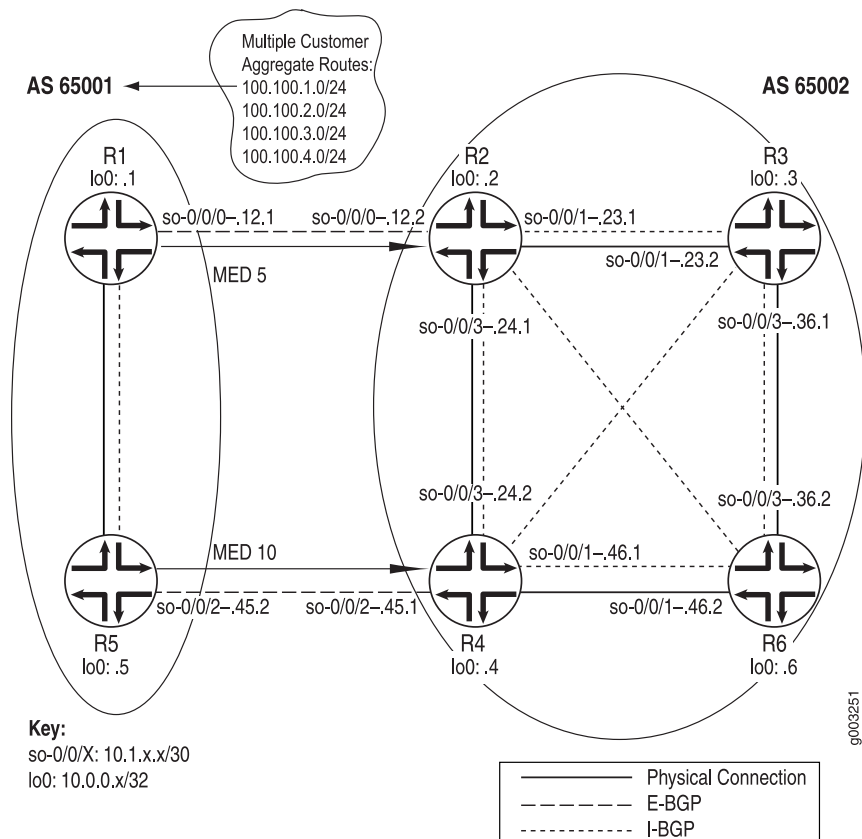 Multiple Customer
Aggregate Routes:
100.100.1.0/24
100.100.2.0/24
100.100.3.0/24
100.100.4.0/24
AS 65001
AS 65002
R1
lo0: .1
R2
lo0: .2
R3
lo0: .3
so-0/0/0–.12.1
so-0/0/0–.12.2
so-0/0/1–.23.1
MED 5
so-0/0/1–.23.2
so-0/0/3–.24.1
so-0/0/3–.36.1
so-0/0/3–.24.2
so-0/0/3–.36.2
MED 10
so-0/0/1–.46.1
so-0/0/2–.45.2
so-0/0/2–.45.1
so-0/0/1–.46.2
R5
lo0: .5
R4
lo0: .4
R6
lo0: .6
Key:
so-0/0/X: 10.1.x.x/30
lo0: 10.0.0.x/32
Physical Connection
E-BGP
I-BGP
g003251